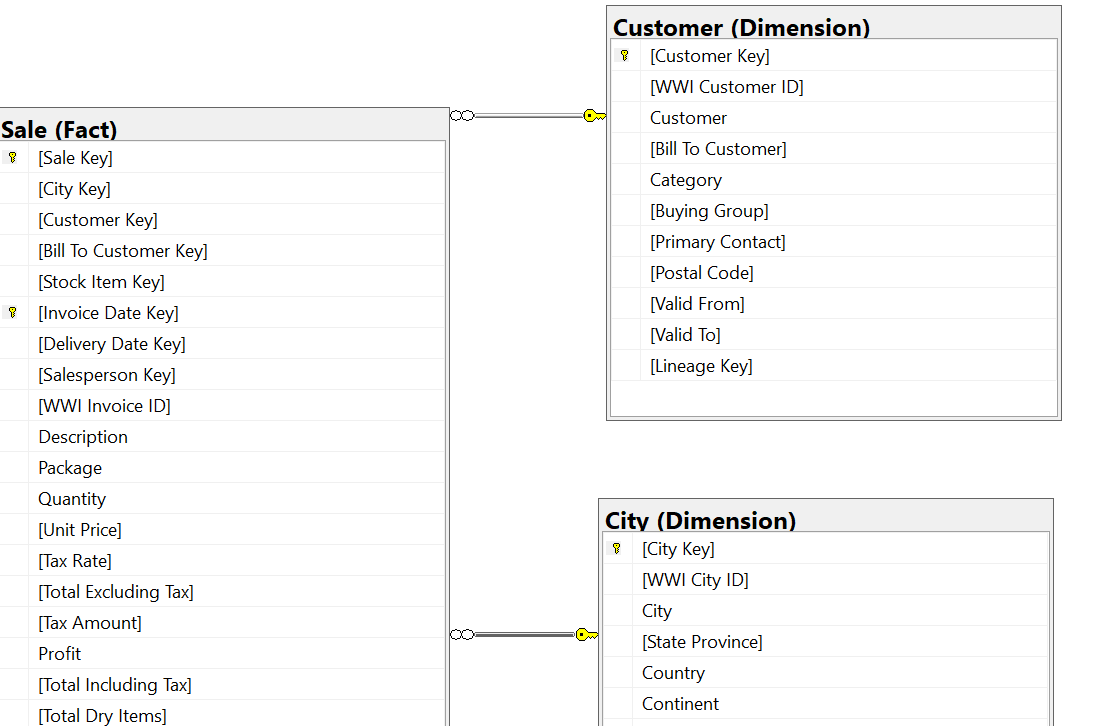 Customer (Dimension)
[Customer Key]
[WWI Customer ID]
Customer
[Bill To Customer]
Category
[Buying Group]
[Primary Contact]
[Postal Code]
[Valid From]
[Valid To]
[Lineage Key]
Sale (Fact)
[Sale Key]
[City Key]
[Customer Key]
[Bill To Customer Key]
[Stock Item Key]
[Invoice Date Key]
[Delivery Date Key]
[Salesperson Key]
[WWI Invoice ID]
Description
Package
Quantity
[Unit Price]
[Tax Rate]
[Total Excluding Tax]
[Tax Amount]
Profit
[Total Including Tax]
[Total Dry Items]
City (Dimension)
[City Key]
[WWI City ID]
City
[State Province]
Country
Continent